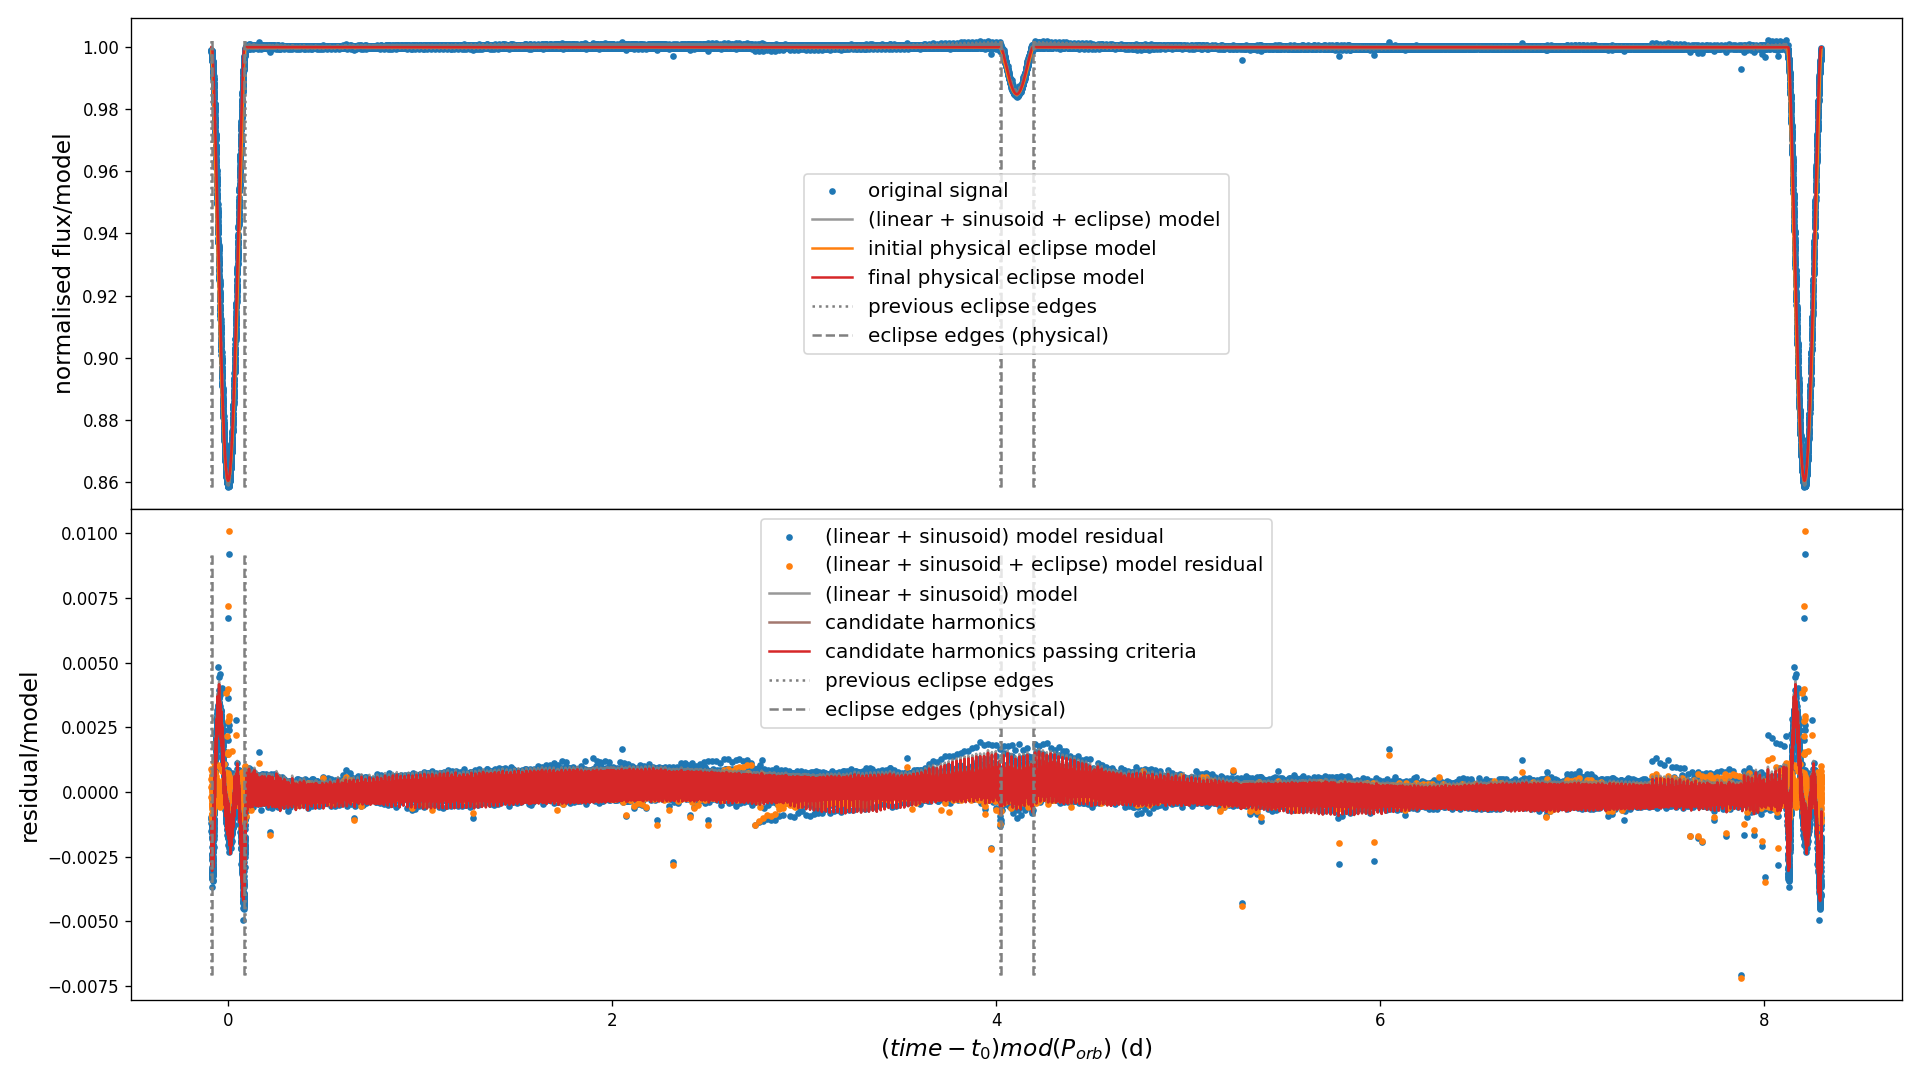 normalised flux/model
1.00
0.98
0.96
0.94
0.92
0.90
0.88
0.86
original signal
(linear + sinusoid + eclipse) model
initial physical eclipse model
final physical eclipse model
previous eclipse edges
eclipse edges (physical)
residual/model
0.0100
0.0075
0.0050
0.0025
0.0000
−0.0025
−0.0050
−0.0075
(linear + sinusoid) model residual
(linear + sinusoid + eclipse) model residual
(linear + sinusoid) model
candidate harmonics
candidate harmonics passing criteria
previous eclipse edges
eclipse edges (physical)
0 2 4 6 8
(time − t₀)mod(Pₒᵣb) (d)